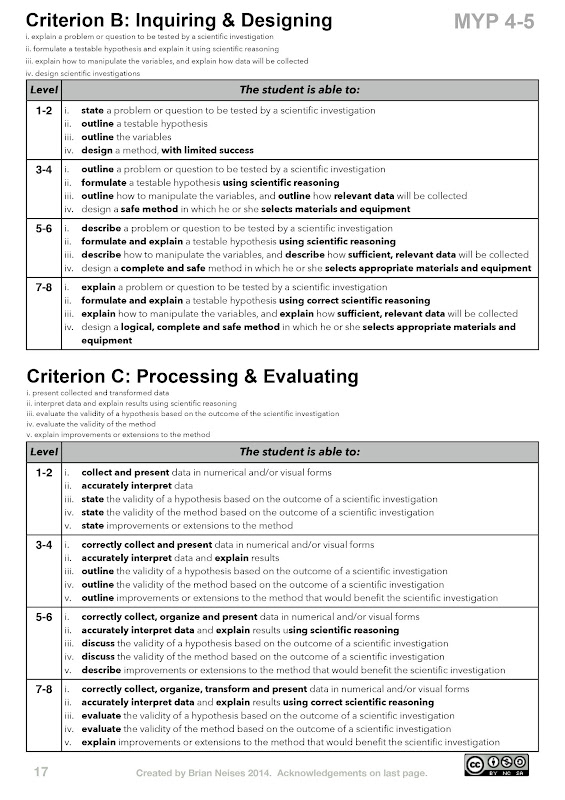 Criterion B: Inquiring & Designing
MYP 4-5
i. explain a problem or question to be tested by a scientific investigation
ii. formulate a testable hypothesis and explain it using scientific reasoning
iii. explain how to manipulate the variables, and explain how data will be collected
iv. design scientific investigations
Level The student is able to:
1-2 i. state a problem or question to be tested by a scientific investigation
ii. outline a testable hypothesis
iii. outline the variables
iv. design a method, with limited success
3-4 i. outline a problem or question to be tested by a scientific investigation
ii. formulate a testable hypothesis using scientific reasoning
iii. outline how to manipulate the variables, and outline how relevant data will be collected
iv. design a safe method in which he or she selects materials and equipment
5-6 i. describe a problem or question to be tested by a scientific investigation
ii. formulate and explain a testable hypothesis using scientific reasoning
iii. describe how to manipulate the variables, and describe how sufficient, relevant data will be collected
iv. design a complete and safe method in which he or she selects appropriate materials and equipment
7-8 i. explain a problem or question to be tested by a scientific investigation
ii. formulate and explain a testable hypothesis using correct scientific reasoning
iii. explain how to manipulate the variables, and explain how sufficient, relevant data will be collected
iv. design a logical, complete and safe method in which he or she selects appropriate materials and
equipment
Criterion C: Processing & Evaluating
i. present collected and transformed data
ii. interpret data and explain results using scientific reasoning
iii. evaluate the validity of a hypothesis based on the outcome of the scientific investigation
iv. evaluate the validity of the method
v. explain improvements or extensions to the method
Level The student is able to:
1-2 i. collect and present data in numerical and/or visual forms
ii. accurately interpret data
iii. state the validity of a hypothesis based on the outcome of a scientific investigation
iv. state the validity of the method based on the outcome of a scientific investigation
v. state improvements or extensions to the method
3-4 i. correctly collect and present data in numerical and/or visual forms
ii. accurately interpret data and explain results
iii. outline the validity of a hypothesis based on the outcome of a scientific investigation
iv. outline the validity of the method based on the outcome of a scientific investigation
v. outline improvements or extensions to the method that would benefit the scientific investigation
5-6 i. correctly collect, organize and present data in numerical and/or visual forms
ii. accurately interpret data and explain results using scientific reasoning
iii. discuss the validity of a hypothesis based on the outcome of a scientific investigation
iv. discuss the validity of the method based on the outcome of a scientific investigation
v. describe improvements or extensions to the method that would benefit the scientific investigation
7-8 i. correctly collect, organize, transform and present data in numerical and/or visual forms
ii. accurately interpret data and explain results using correct scientific reasoning
iii. evaluate the validity of a hypothesis based on the outcome of a scientific investigation
iv. evaluate the validity of the method based on the outcome of a scientific investigation
v. explain improvements or extensions to the method that would benefit the scientific investigation
17
Created by Brian Neises 2014. Acknowledgements on last page.
cc
BY NC SA